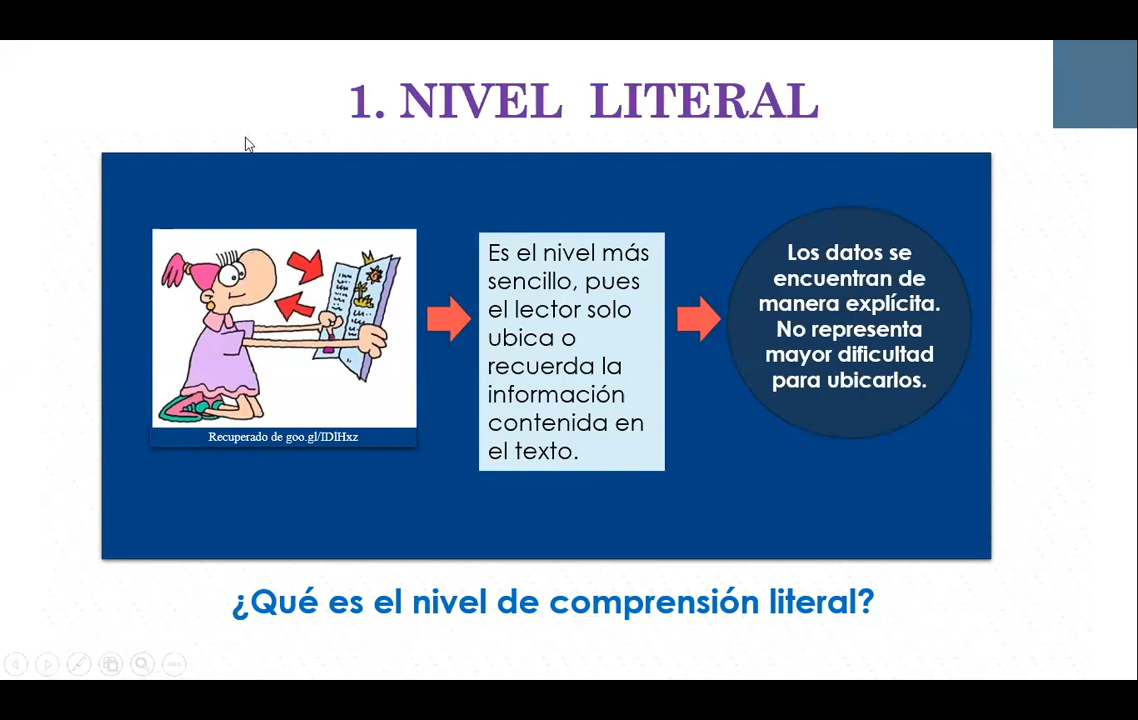 1. NIVEL LITERAL
Es el nivel más
sencillo, pues
el lector solo
ubica o
recuerda la
información
contenida en
el texto.
Los datos se
encuentran de
manera explícita.
No representa
mayor dificultad
para ubicarlos.
Recuperado de goo.gl/IDlHxz
¿Qué es el nivel de comprensión literal?